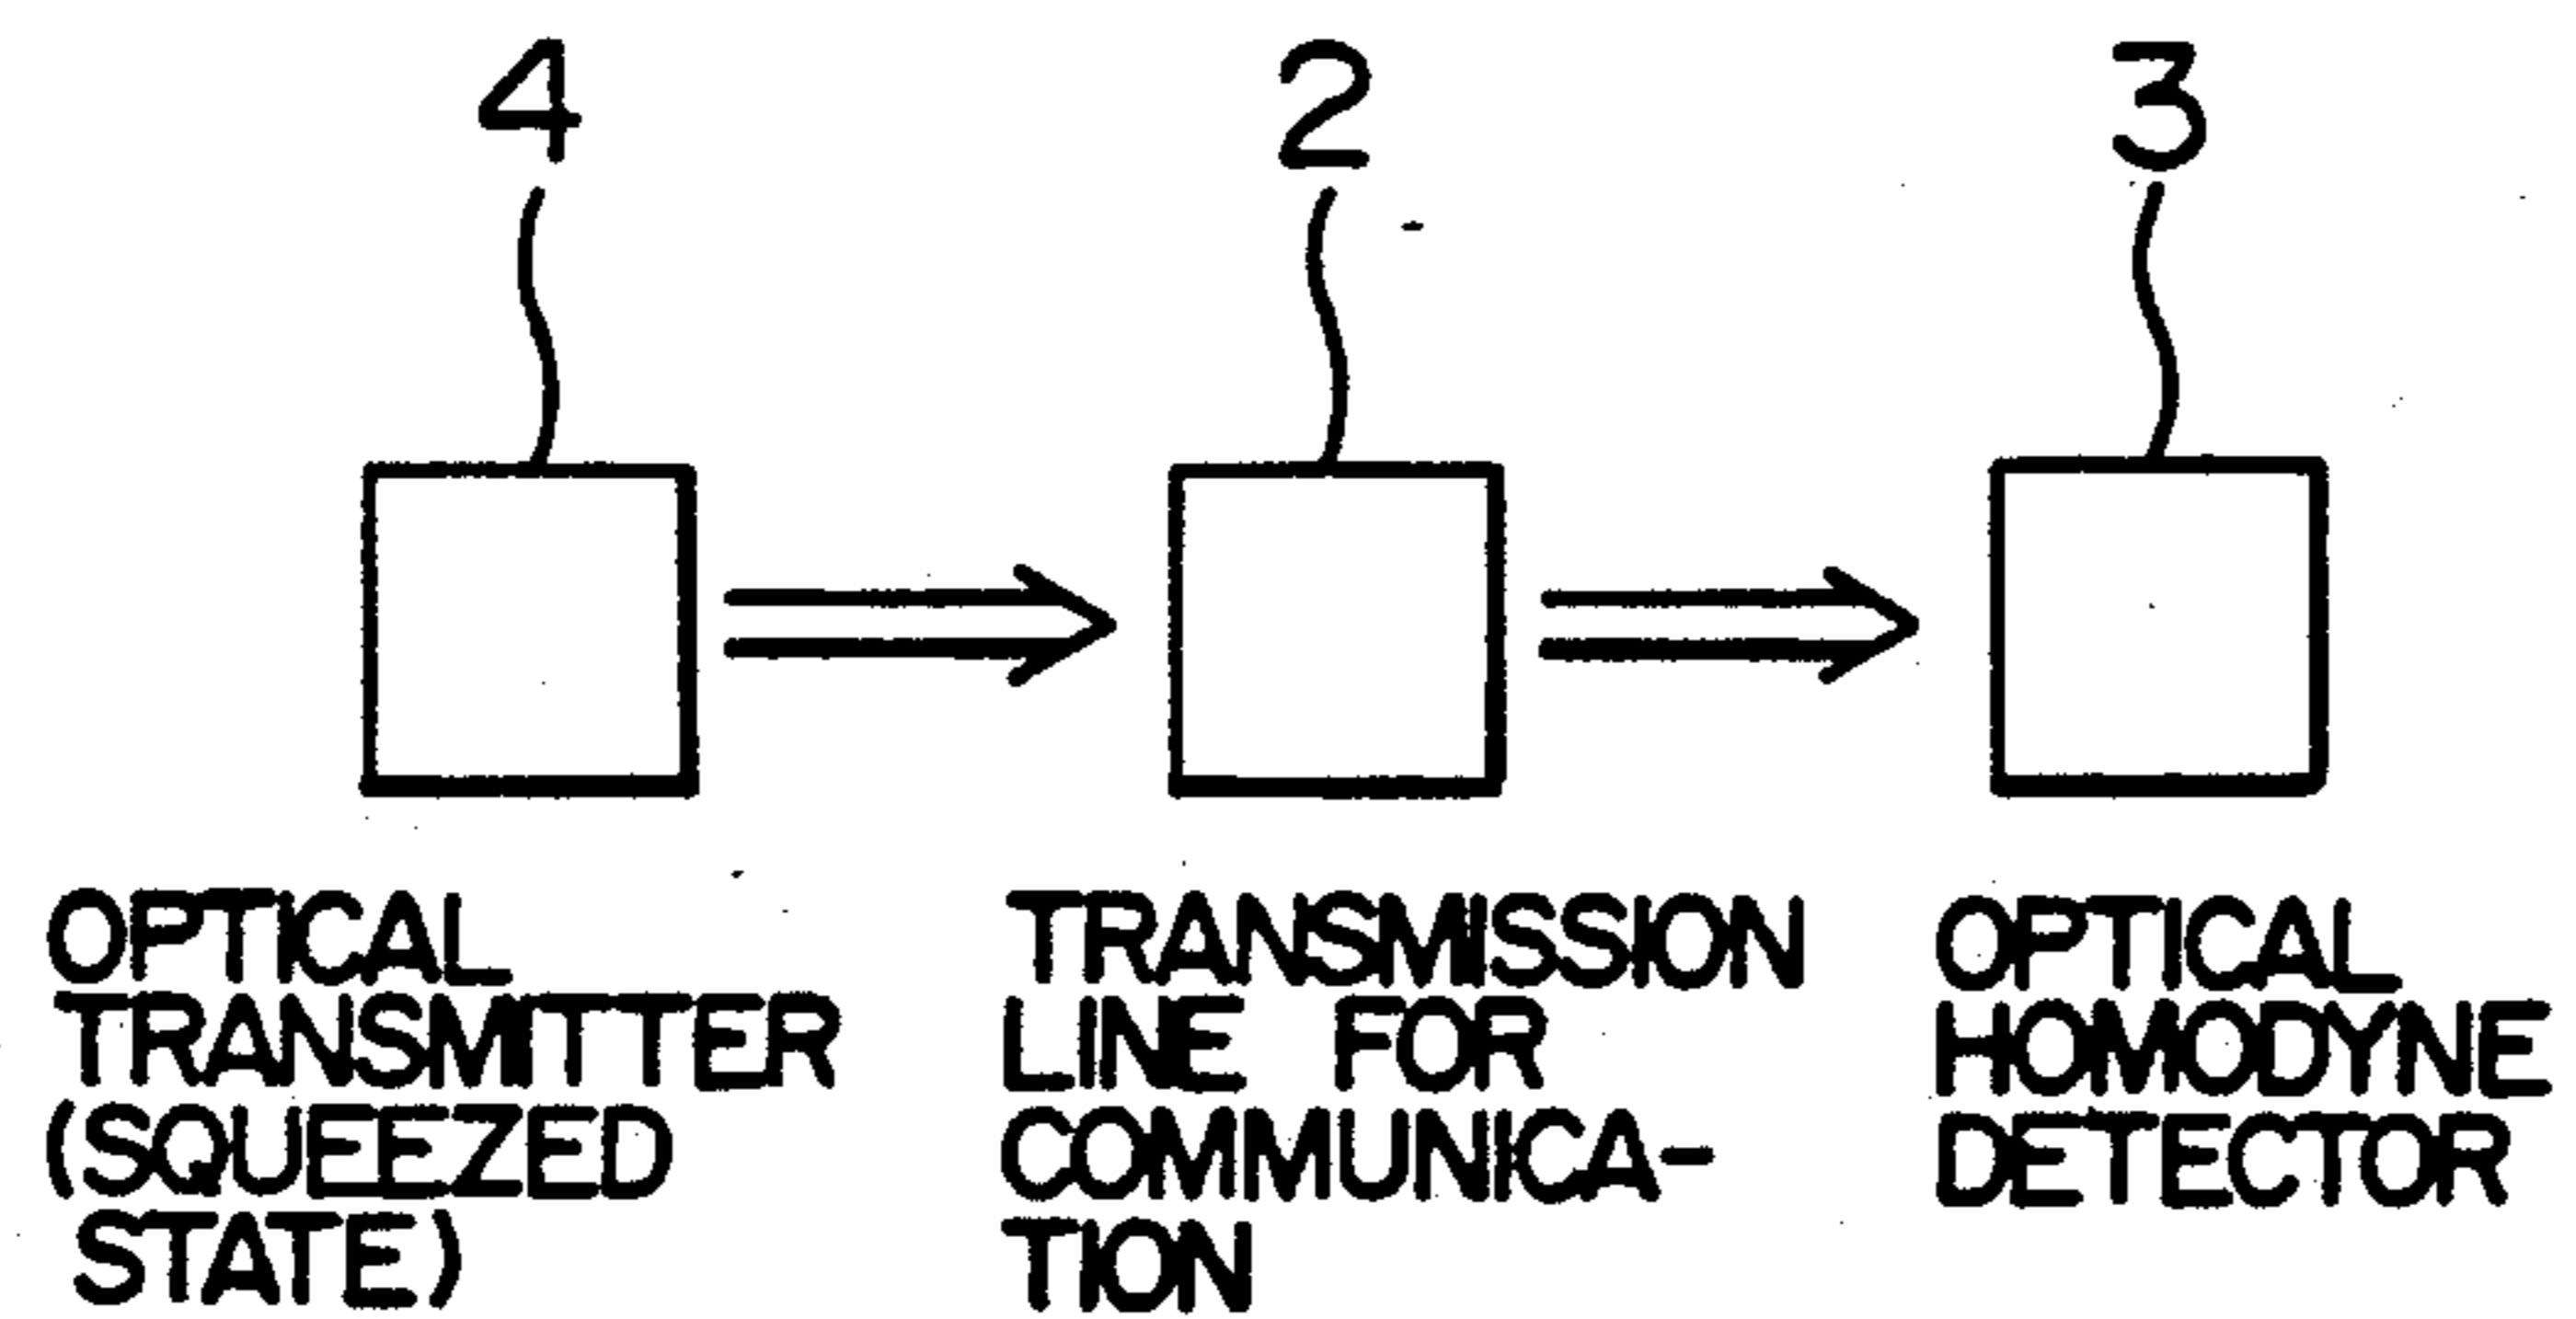 4
2
3
OPTICAL
TRANSMITTER
(SQUEEZED
STATE)
TRANSMISSION
LINE FOR
COMMUNICA-
TION
OPTICAL
HOMODYNE
DETECTOR